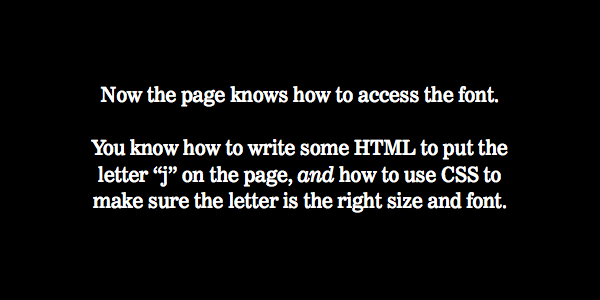 Now the page knows how to access the font.
You know how to write some HTML to put the
letter “j” on the page, and how to use CSS to
make sure the letter is the right size and font.